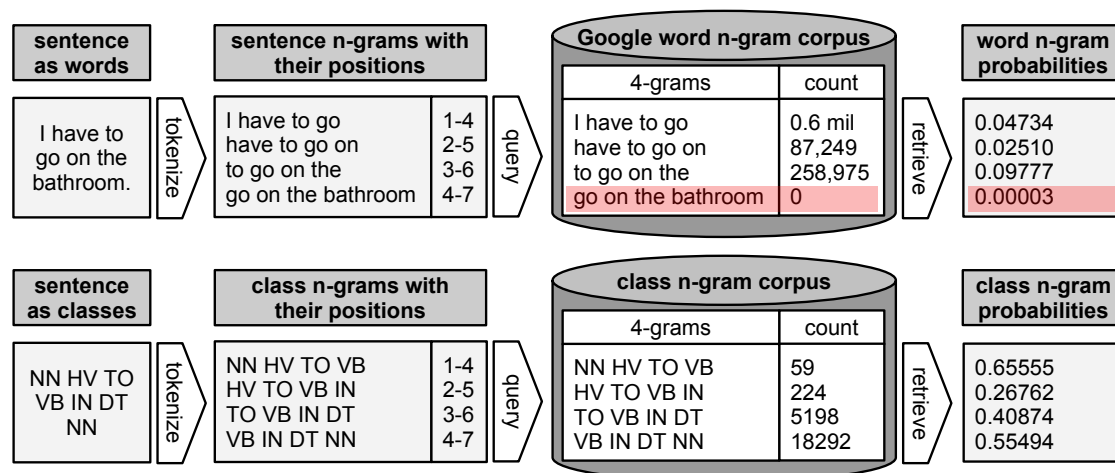 sentence
as words
sentence n-grams with
their positions
Google word n-gram corpus
word n-gram
probabilities
I have to
go on the
bathroom.
tokenize
I have to go 1-4
have to go on 2-5
to go on the 3-6
go on the bathroom 4-7
query
4-grams count
I have to go 0.6 mil
have to go on 87,249
to go on the 258,975
go on the bathroom 0
retrieve
0.04734
0.02510
0.09777
0.00003
sentence
as classes
class n-grams with
their positions
class n-gram corpus
class n-gram
probabilities
NN HV TO
VB IN DT
NN
tokenize
NN HV TO VB 1-4
HV TO VB IN 2-5
TO VB IN DT 3-6
VB IN DT NN 4-7
query
4-grams count
NN HV TO VB 59
HV TO VB IN 224
TO VB IN DT 5198
VB IN DT NN 18292
retrieve
0.65555
0.26762
0.40874
0.55494